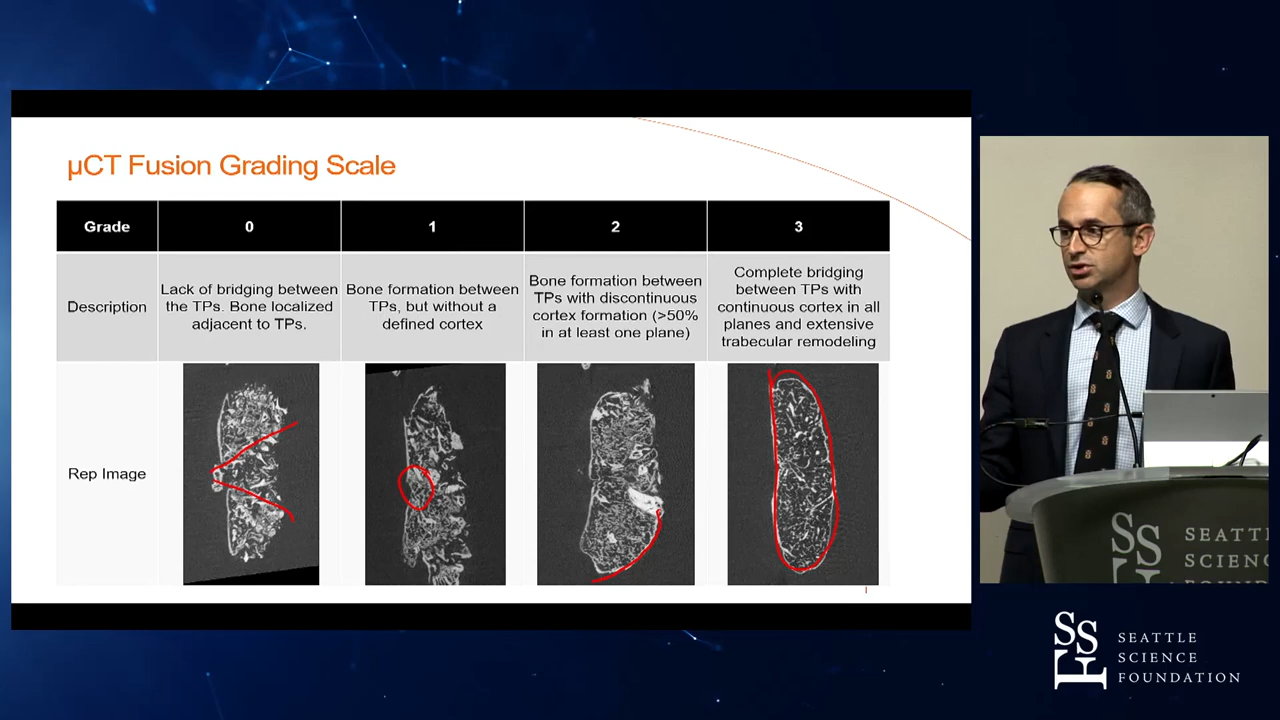 µCT Fusion Grading Scale
Grade
0
1
2
3
Description
Lack of bridging between
the TPs. Bone localized
adjacent to TPs.
Bone formation between
TPs, but without a
defined cortex
Bone formation between
TPs with discontinuous
cortex formation (>50%
in at least one plane)
Complete bridging
between TPs with
continuous cortex in all
planes and extensive
trabecular remodeling
Rep Image
SEATTLE
SSF
SEATTLE
SCIENCE
FOUNDATION